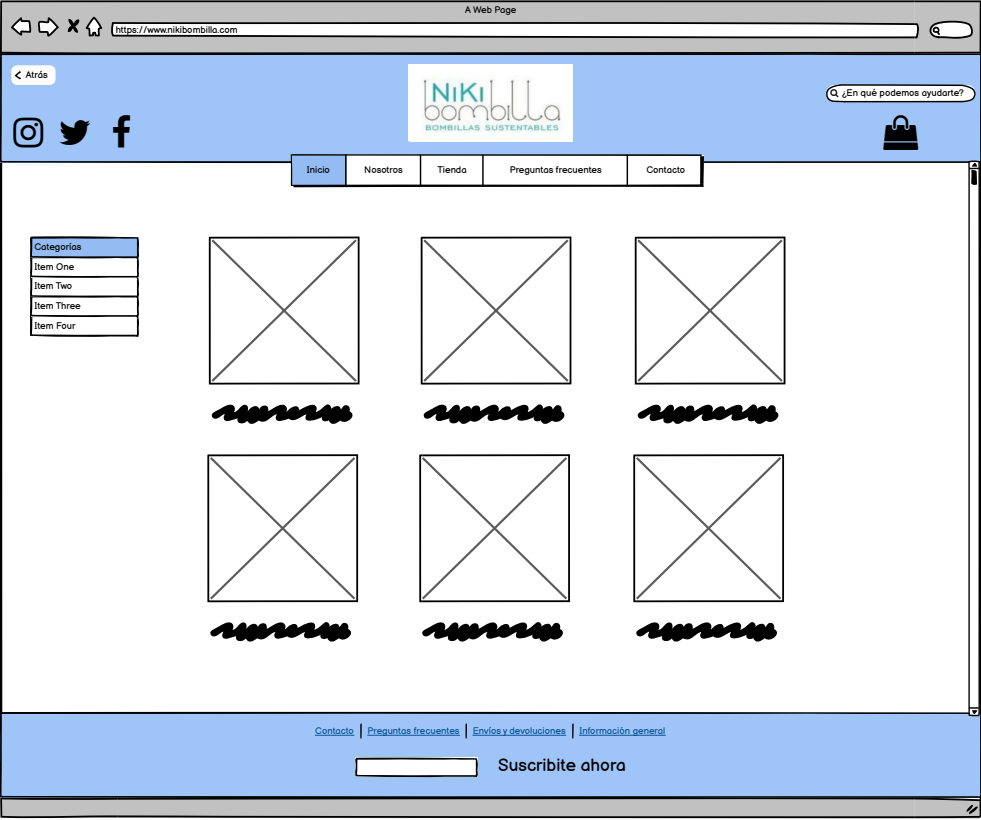 A Web Page
https://www.nikibombilla.com
Atrás
NiKi
bombilla
BOMBILLAS SUSTENTABLES
¿En qué podemos ayudarte?
Inicio Nosotros Tienda Preguntas frecuentes Contacto
Categorías
Item One
Item Two
Item Three
Item Four
Contacto Preguntas frecuentes Envíos y devoluciones Información general
Suscribite ahora